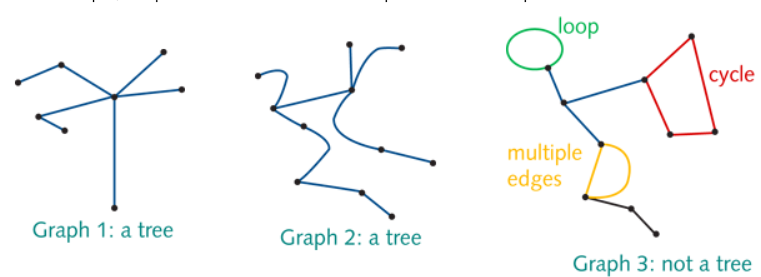 loop
cycle
multiple
edges
Graph 1: a tree
Graph 2: a tree
Graph 3: not a tree